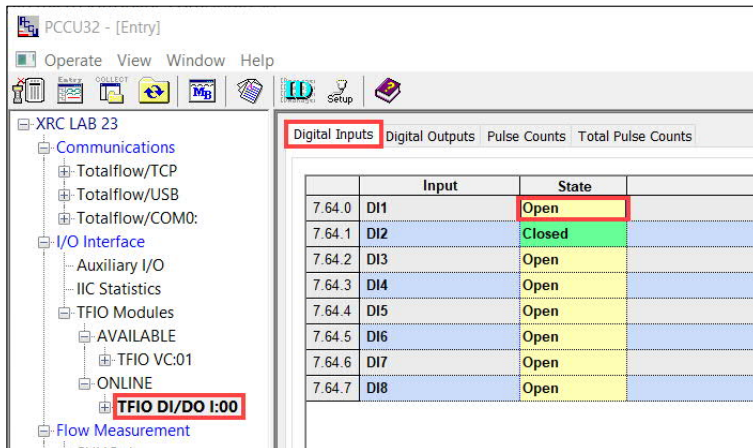 PCCU32 - [Entry]
Operate View Window Help
Entry COLLECT MB ID Setup
XRC LAB 23
Communications
Totalflow/TCP
Totalflow/USB
Totalflow/COM0:
I/O Interface
Auxiliary I/O
IIC Statistics
TFIO Modules
AVAILABLE
TFIO VC:01
ONLINE
TFIO DI/DO I:00
Flow Measurement
Digital Inputs Digital Outputs Pulse Counts Total Pulse Counts
Input State
7.64.0 DI1 Open
7.64.1 DI2 Closed
7.64.2 DI3 Open
7.64.3 DI4 Open
7.64.4 DI5 Open
7.64.5 DI6 Open
7.64.6 DI7 Open
7.64.7 DI8 Open